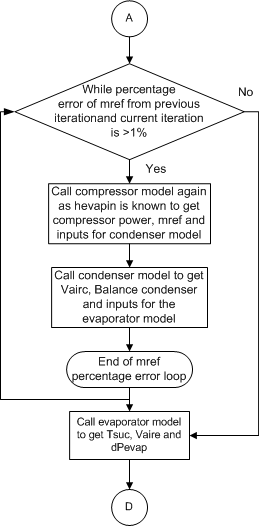 A
While percentage
error of mref from previous
iterationand current iteration
is >1%
No
Yes
Call compressor model again
as hevapin is known to get
compressor power, mref and
inputs for condenser model
Call condenser model to get
Vairc, Balance condenser
and inputs for the
evaporator model
End of mref
percentage error loop
Call evaporator model
to get Tsuc, Vaire and
dPevap
D